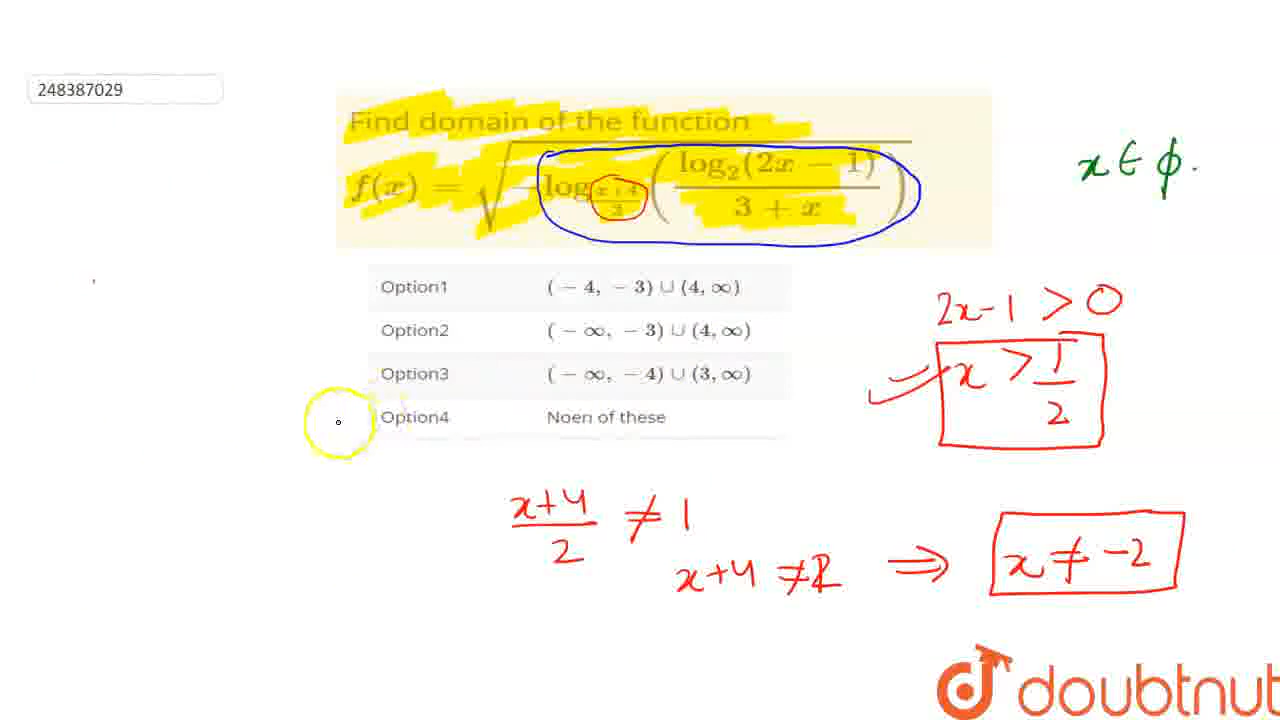 248387029
Find domain of the function
f(x) = √(-log_{(x+4)/2} (log₂(2x − 1)/(3 + x)))
x ∈ ϕ.
Option1 (-4, -3) ∪ (4, ∞)
Option2 (-∞, -3) ∪ (4, ∞)
Option3 (-∞, -4) ∪ (3, ∞)
Option4 Noen of these
2x-1 > 0
x > 1/2
(x+4)/2 ≠ 1
x+4 ≠ 2 ⇒ x ≠ -2
doubtnut